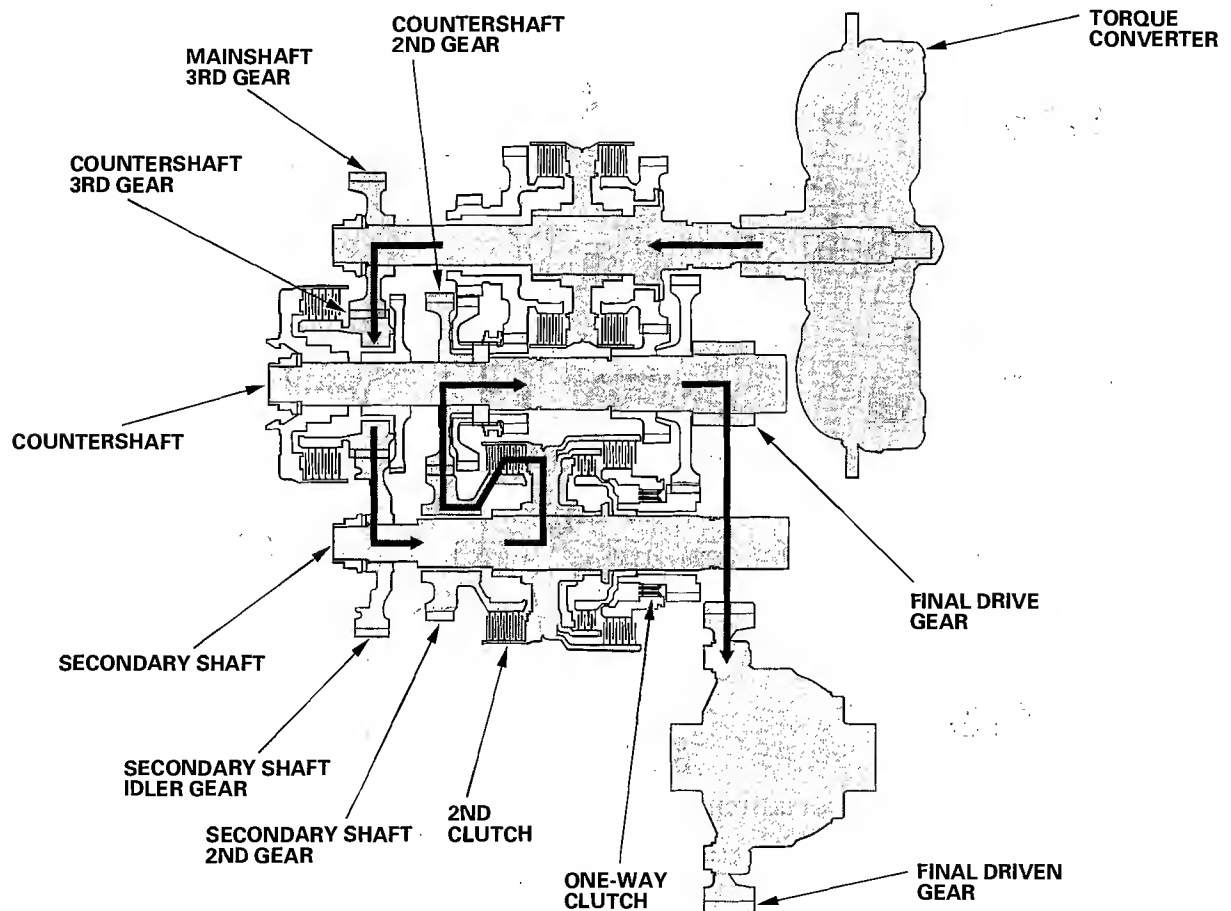 COUNTERSHAFT
2ND GEAR
TORQUE
CONVERTER
MAINSHAFT
3RD GEAR
COUNTERSHAFT
3RD GEAR
COUNTERSHAFT
FINAL DRIVE
GEAR
SECONDARY SHAFT
SECONDARY SHAFT
IDLER GEAR
SECONDARY SHAFT
2ND GEAR
2ND
CLUTCH
ONE-WAY
CLUTCH
FINAL DRIVEN
GEAR